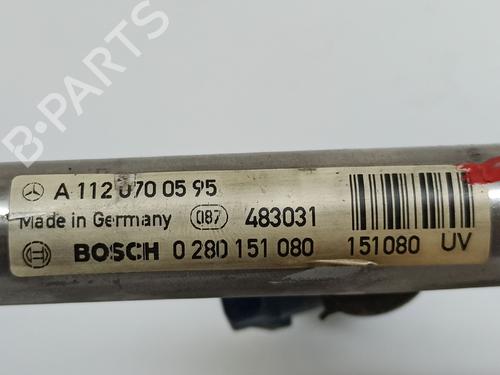 B-PARTS
A 112 070 05 95
Made in Germany 087 483031
BOSCH 0 280 151 080 151080 UV